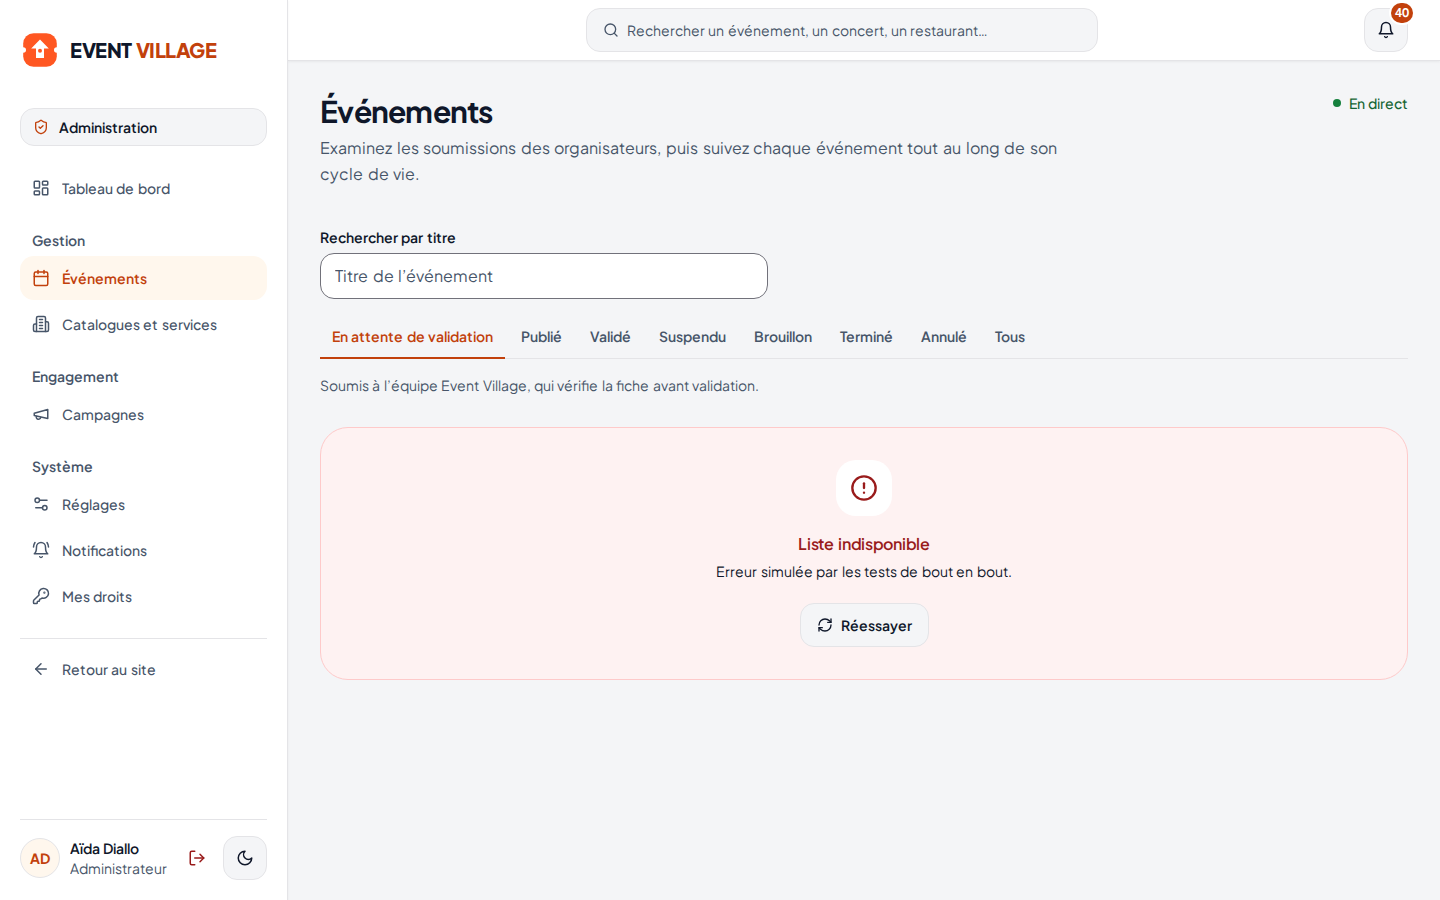 EVENT VILLAGE
Administration
Tableau de bord
Gestion
Événements
Catalogues et services
Engagement
Campagnes
Système
Réglages
Notifications
Mes droits
Retour au site
AD
Aïda Diallo
Administrateur
Rechercher un événement, un concert, un restaurant…
40
Événements
En direct
Examinez les soumissions des organisateurs, puis suivez chaque événement tout au long de son
cycle de vie.
Rechercher par titre
Titre de l’événement
En attente de validation Publié Validé Suspendu Brouillon Terminé Annulé Tous
Soumis à l’équipe Event Village, qui vérifie la fiche avant validation.
Liste indisponible
Erreur simulée par les tests de bout en bout.
Réessayer